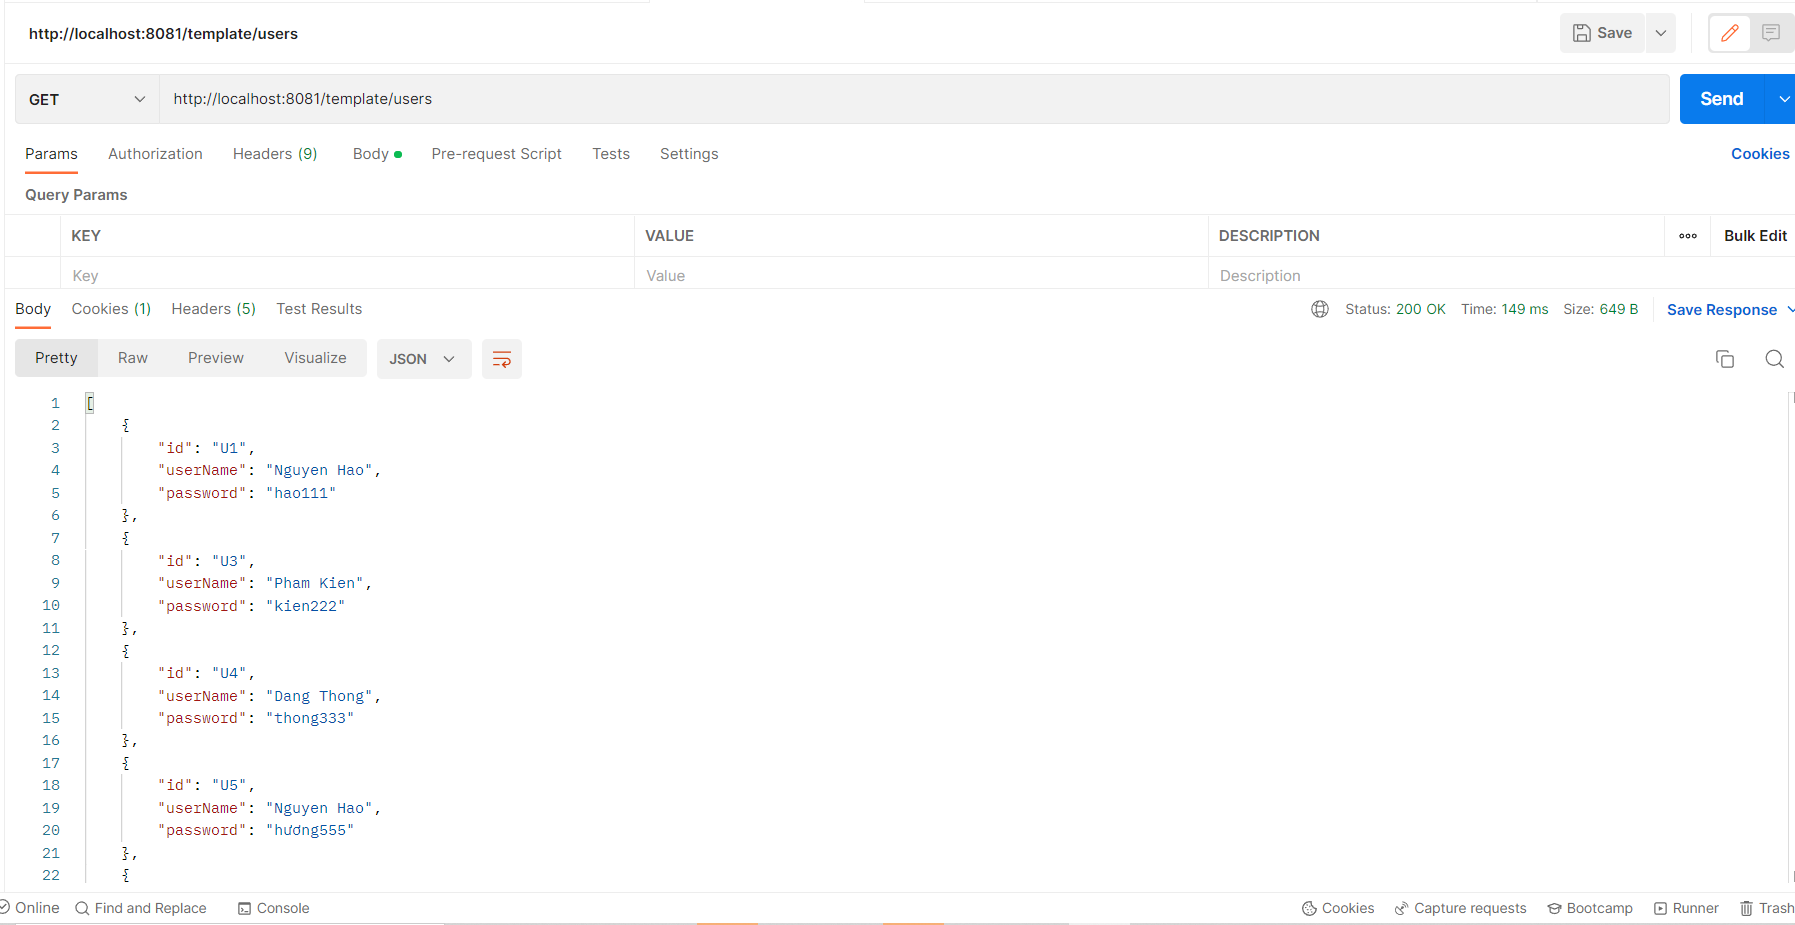 http://localhost:8081/template/users
Save
GET
http://localhost:8081/template/users
Send
Params Authorization Headers (9) Body Pre-request Script Tests Settings Cookies
Query Params
KEY VALUE DESCRIPTION Bulk Edit
Key Value Description
Body Cookies (1) Headers (5) Test Results Status: 200 OK Time: 149 ms Size: 649 B Save Response
Pretty Raw Preview Visualize JSON
1 [
2 {
3 "id": "U1",
4 "userName": "Nguyen Hao",
5 "password": "hao111"
6 },
7 {
8 "id": "U3",
9 "userName": "Pham Kien",
10 "password": "kien222"
11 },
12 {
13 "id": "U4",
14 "userName": "Dang Thong",
15 "password": "thong333"
16 },
17 {
18 "id": "U5",
19 "userName": "Nguyen Hao",
20 "password": "hương555"
21 },
22 {
Online Find and Replace Console Cookies Capture requests Bootcamp Runner Trash